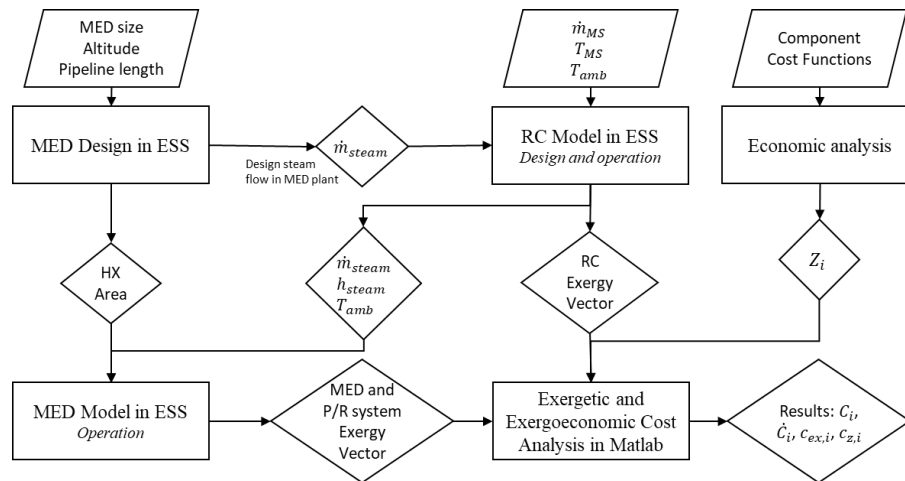 MED size
Altitude
Pipeline length
ṁ_MS
T_MS
T_amb
Component
Cost Functions
MED Design in ESS
Design steam
flow in MED plant
ṁ_steam
RC Model in ESS
Design and operation
Economic analysis
HX
Area
ṁ_steam
h_steam
T_amb
RC
Exergy
Vector
Z_i
MED Model in ESS
Operation
MED and
P/R system
Exergy
Vector
Exergetic and
Exergoeconomic Cost
Analysis in Matlab
Results: C_i,
Ċ_i, c_ex,i, c_z,i